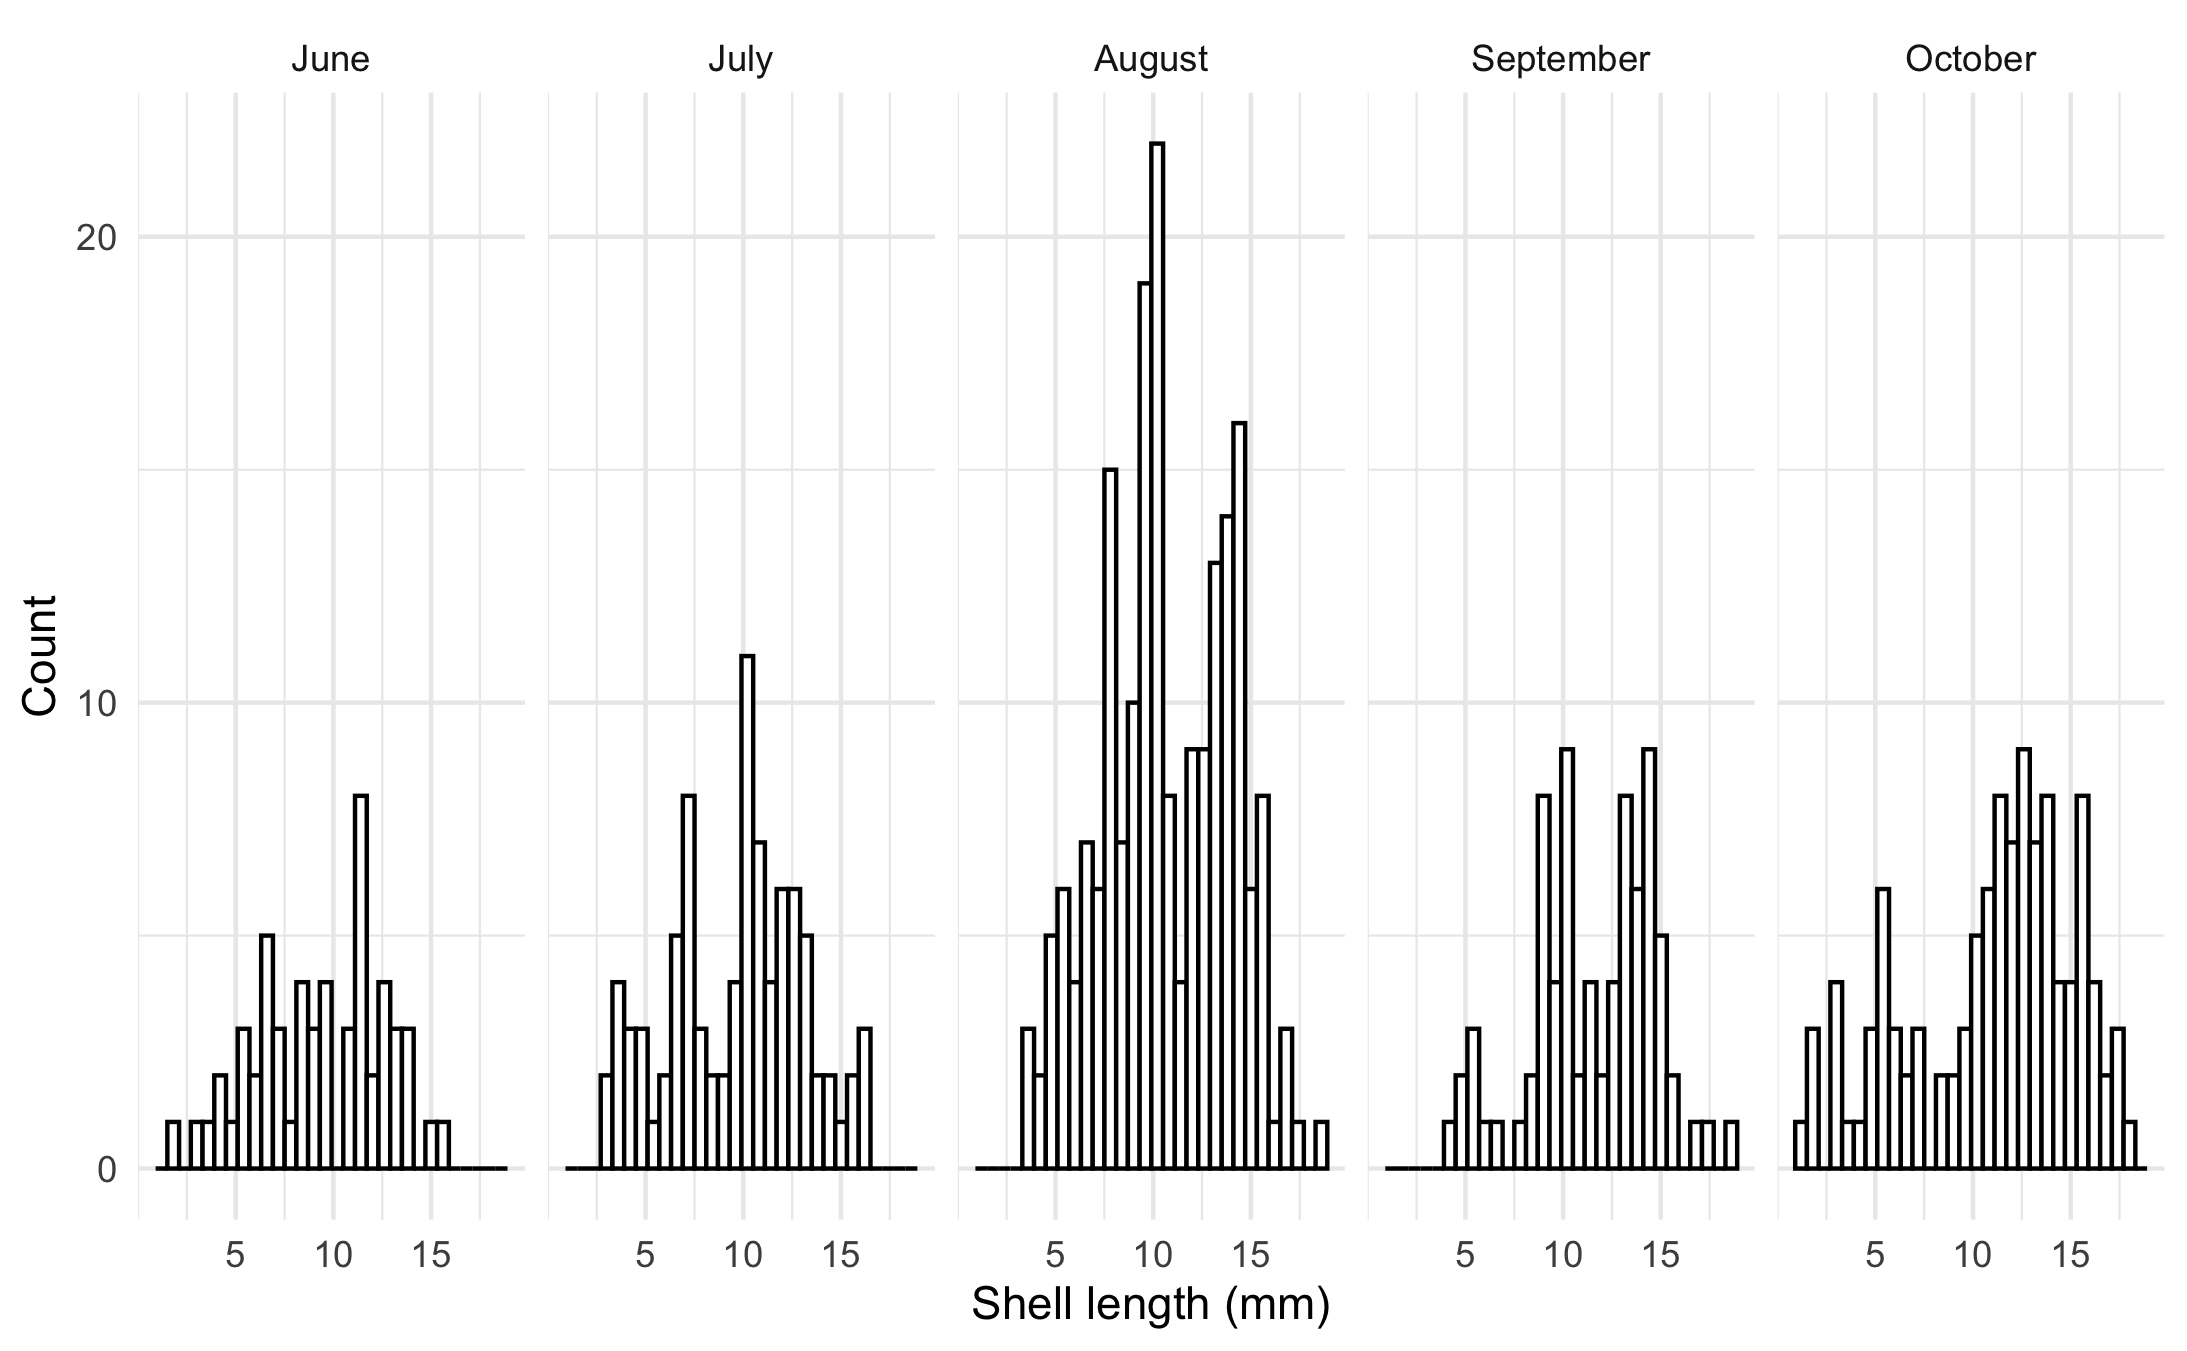 June July August September October
20
10
0
Count
5 10 15 5 10 15 5 10 15 5 10 15 5 10 15
Shell length (mm)